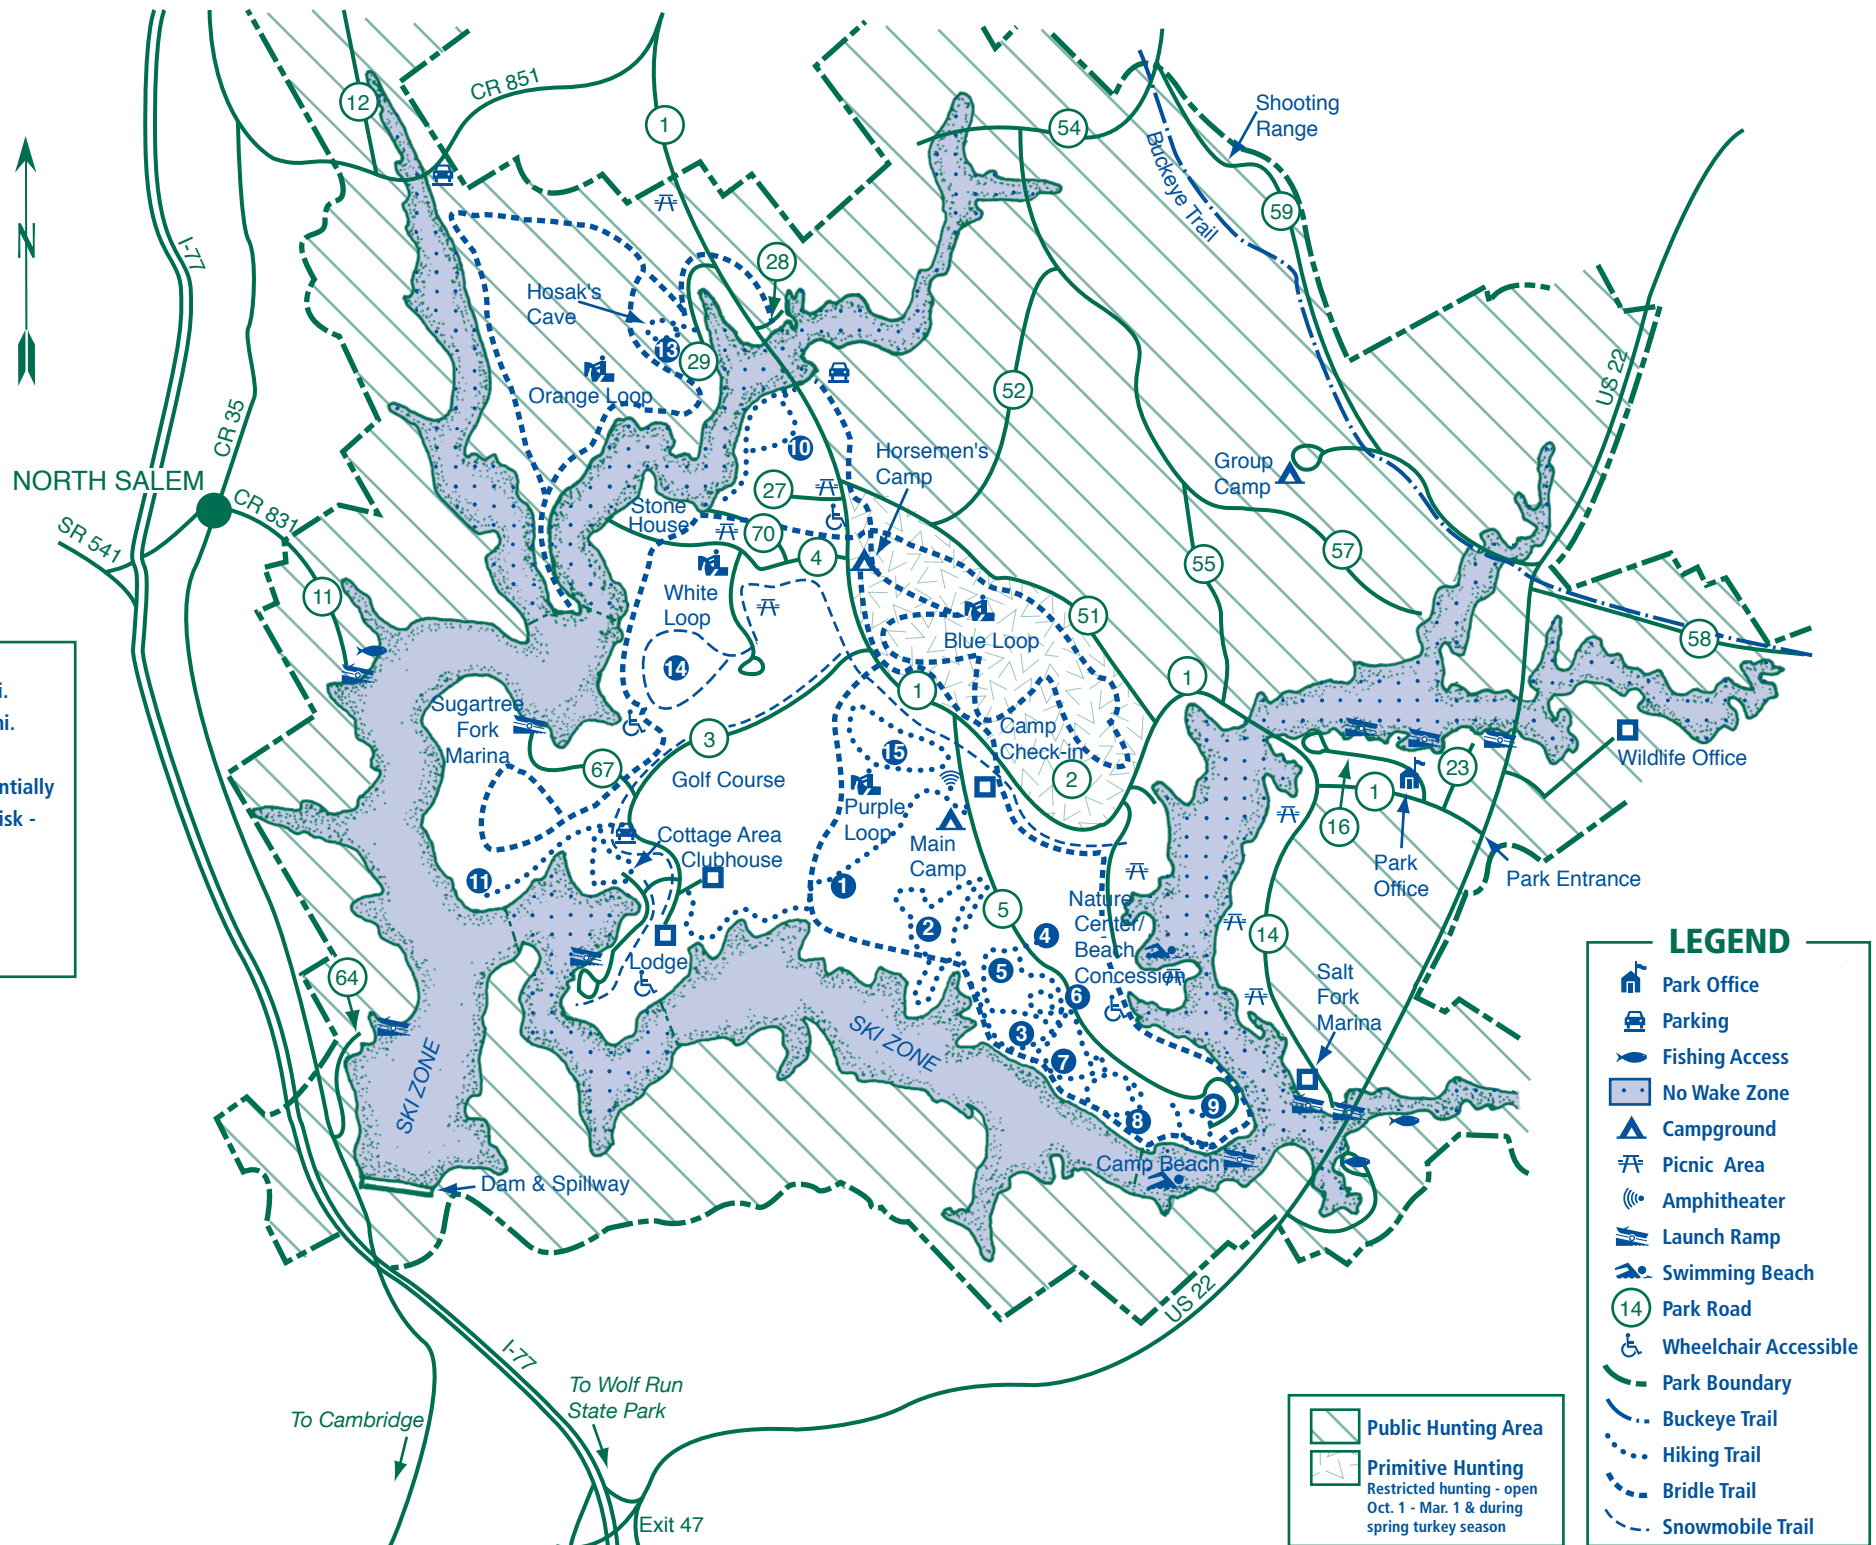 12
CR 851
1
54
Shooting
Range
Buckeye Trail
59
N
I-77
28
Hosak's
Cave
13
29
Orange Loop
52
US 22
CR 35
10
Horsemen's
Camp
Group
Camp
NORTH SALEM
CR 831
SR 541
27
Stone
House
70
4
57
55
11
White
Loop
51
Blue Loop
58
14
1
1
i.
ni.
ntially
isk -
Sugartree
Fork
Marina
3
67
Golf Course
15
Camp
Check-in
2
Wildlife Office
23
1
16
Purple
Loop
Main
Camp
Cottage Area
Clubhouse
Park
Office
Park Entrance
11
1
2
5
4
Nature
Center/
Beach
Concession
14
5
6
3
7
8
9
Lodge
64
SKI ZONE
SKI ZONE
Salt
Fork
Marina
Camp Beach
Dam & Spillway
US 22
I-77
To Wolf Run
State Park
To Cambridge
Exit 47
Public Hunting Area
Primitive Hunting
Restricted hunting - open
Oct. 1 - Mar. 1 & during
spring turkey season
LEGEND
Park Office
Parking
Fishing Access
No Wake Zone
Campground
Picnic Area
Amphitheater
Launch Ramp
Swimming Beach
14 Park Road
Wheelchair Accessible
Park Boundary
Buckeye Trail
Hiking Trail
Bridle Trail
Snowmobile Trail